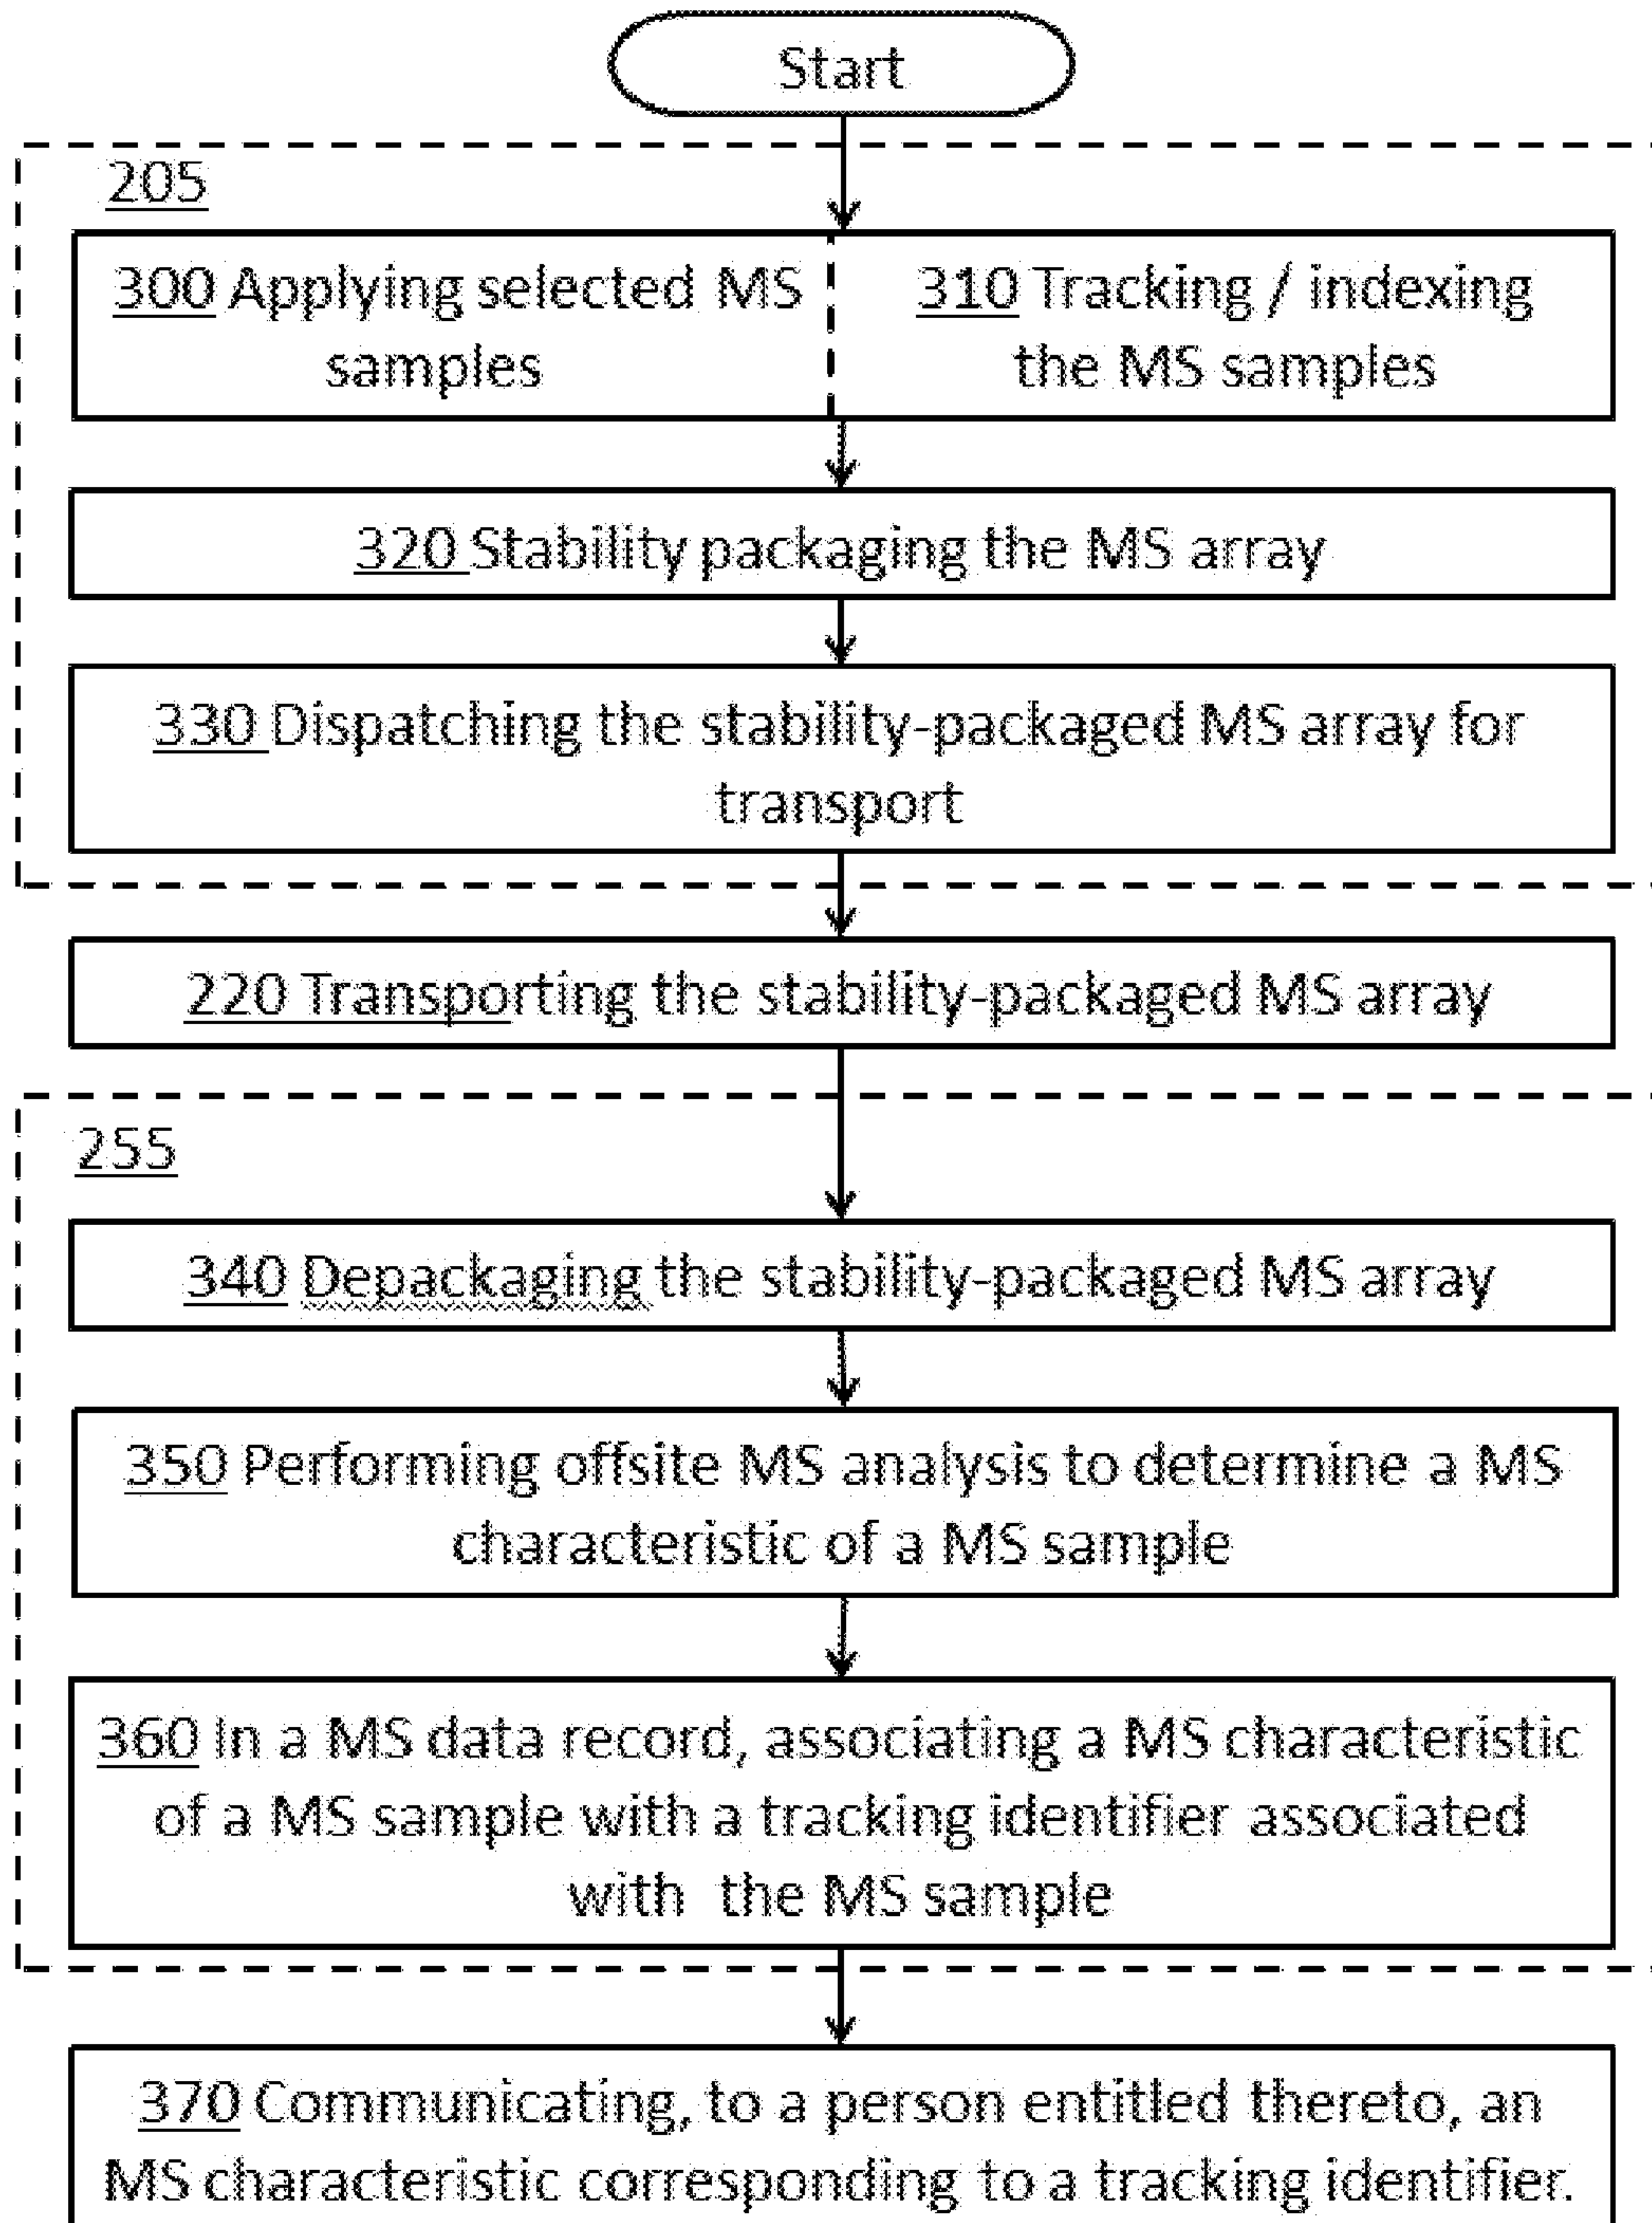 Start
205
300 Applying selected MS
samples
310 Tracking / indexing
the MS samples
320 Stability packaging the MS array
330 Dispatching the stability-packaged MS array for
transport
220 Transporting the stability-packaged MS array
255
340 Depackaging the stability-packaged MS array
350 Performing offsite MS analysis to determine a MS
characteristic of a MS sample
360 In a MS data record, associating a MS characteristic
of a MS sample with a tracking identifier associated
with the MS sample
370 Communicating, to a person entitled thereto, an
MS characteristic corresponding to a tracking identifier.